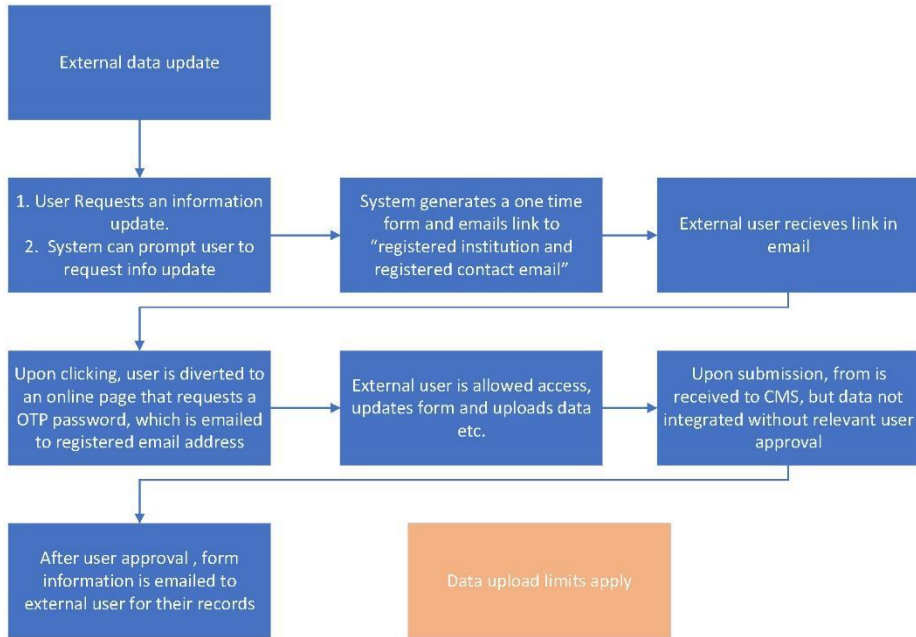 External data update
1. User Requests an information
update.
2. System can prompt user to
request info update
System generates a one time
form and emails link to
“registered institution and
registered contact email”
External user recieves link in
email
Upon clicking, user is diverted to
an online page that requests a
OTP password, which is emailed
to registered email address
External user is allowed access,
updates form and uploads data
etc.
Upon submission, from is
received to CMS, but data not
integrated without relevant user
approval
After user approval , form
information is emailed to
external user for their records
Data upload limits apply